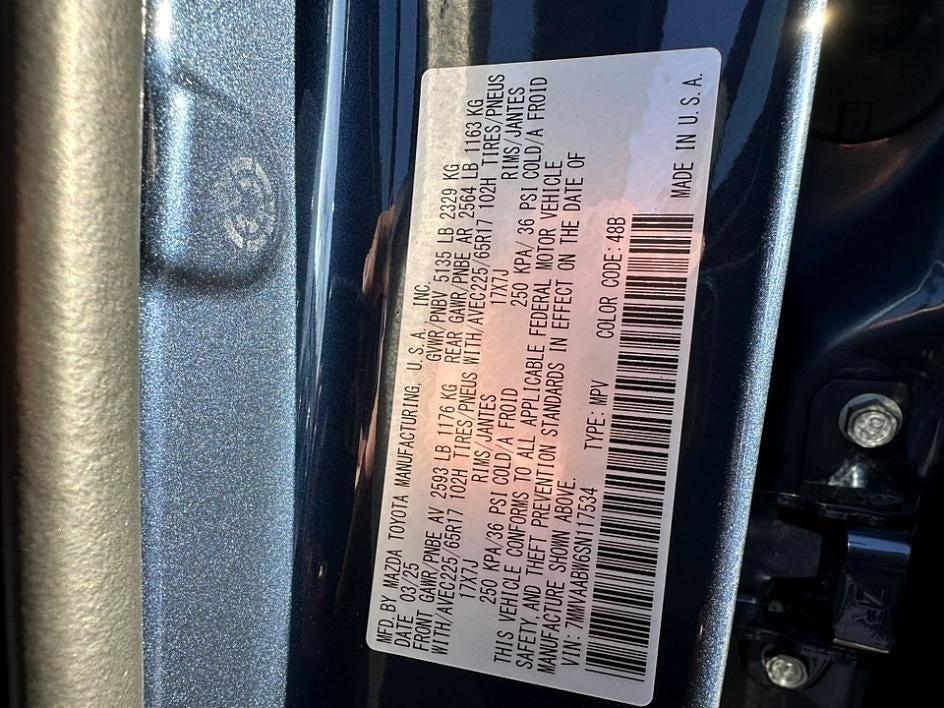 MFD.BY MAZDA TOYOTA MANUFACTURING, U.S.A. INC.
DATE 03/25 GVWR/PNBV 5135 LB 2329 KG
FRONT GAWR/PNBE AV 2593 LB 1176 KG REAR GAWR/PNBE AR 2564 LB 1163 KG
WITH/AVEC225/65R17 102H TIRES/PNEUS WITH/AVEC225/65R17 102H TIRES/PNEUS
17X7J RIMS/JANTES 17X7J RIMS/JANTES
250 KPA/36 PSI COLD/A FROID 250 KPA/ 36 PSI COLD/A FROID
THIS VEHICLE CONFORMS TO ALL APPLICABLE FEDERAL MOTOR VEHICLE
SAFETY, AND THEFT PREVENTION STANDARDS IN EFFECT ON THE DATE OF
MANUFACTURE SHOWN ABOVE.
VIN: 7MMVAABW6SN117534 TYPE: MPV COLOR CODE: 48B
MADE IN U.S.A.